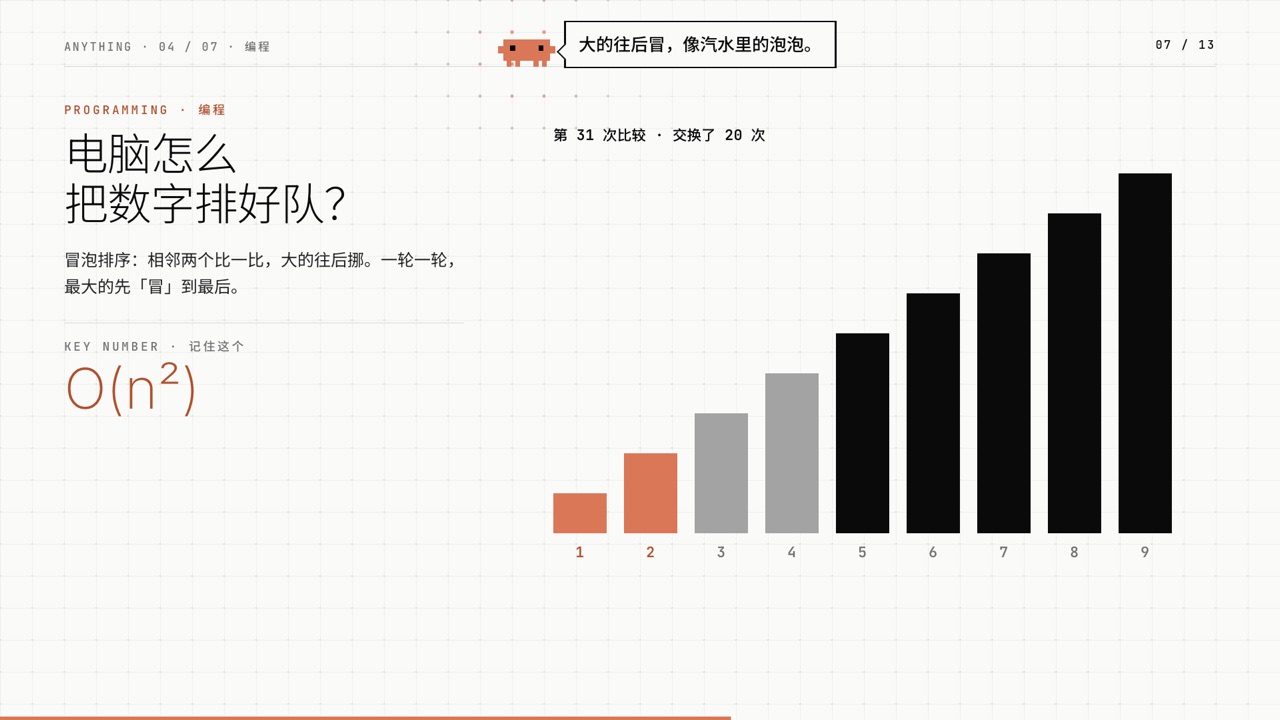 ANYTHING · 04 / 07 · 编程
大的往后冒，像汽水里的泡泡。
07 / 13
PROGRAMMING · 编程
电脑怎么
把数字排好队？
冒泡排序：相邻两个比一比，大的往后挪。一轮一轮，
最大的先「冒」到最后。
KEY NUMBER · 记住这个
O(n²)
第 31 次比较 · 交换了 20 次
1 2 3 4 5 6 7 8 9